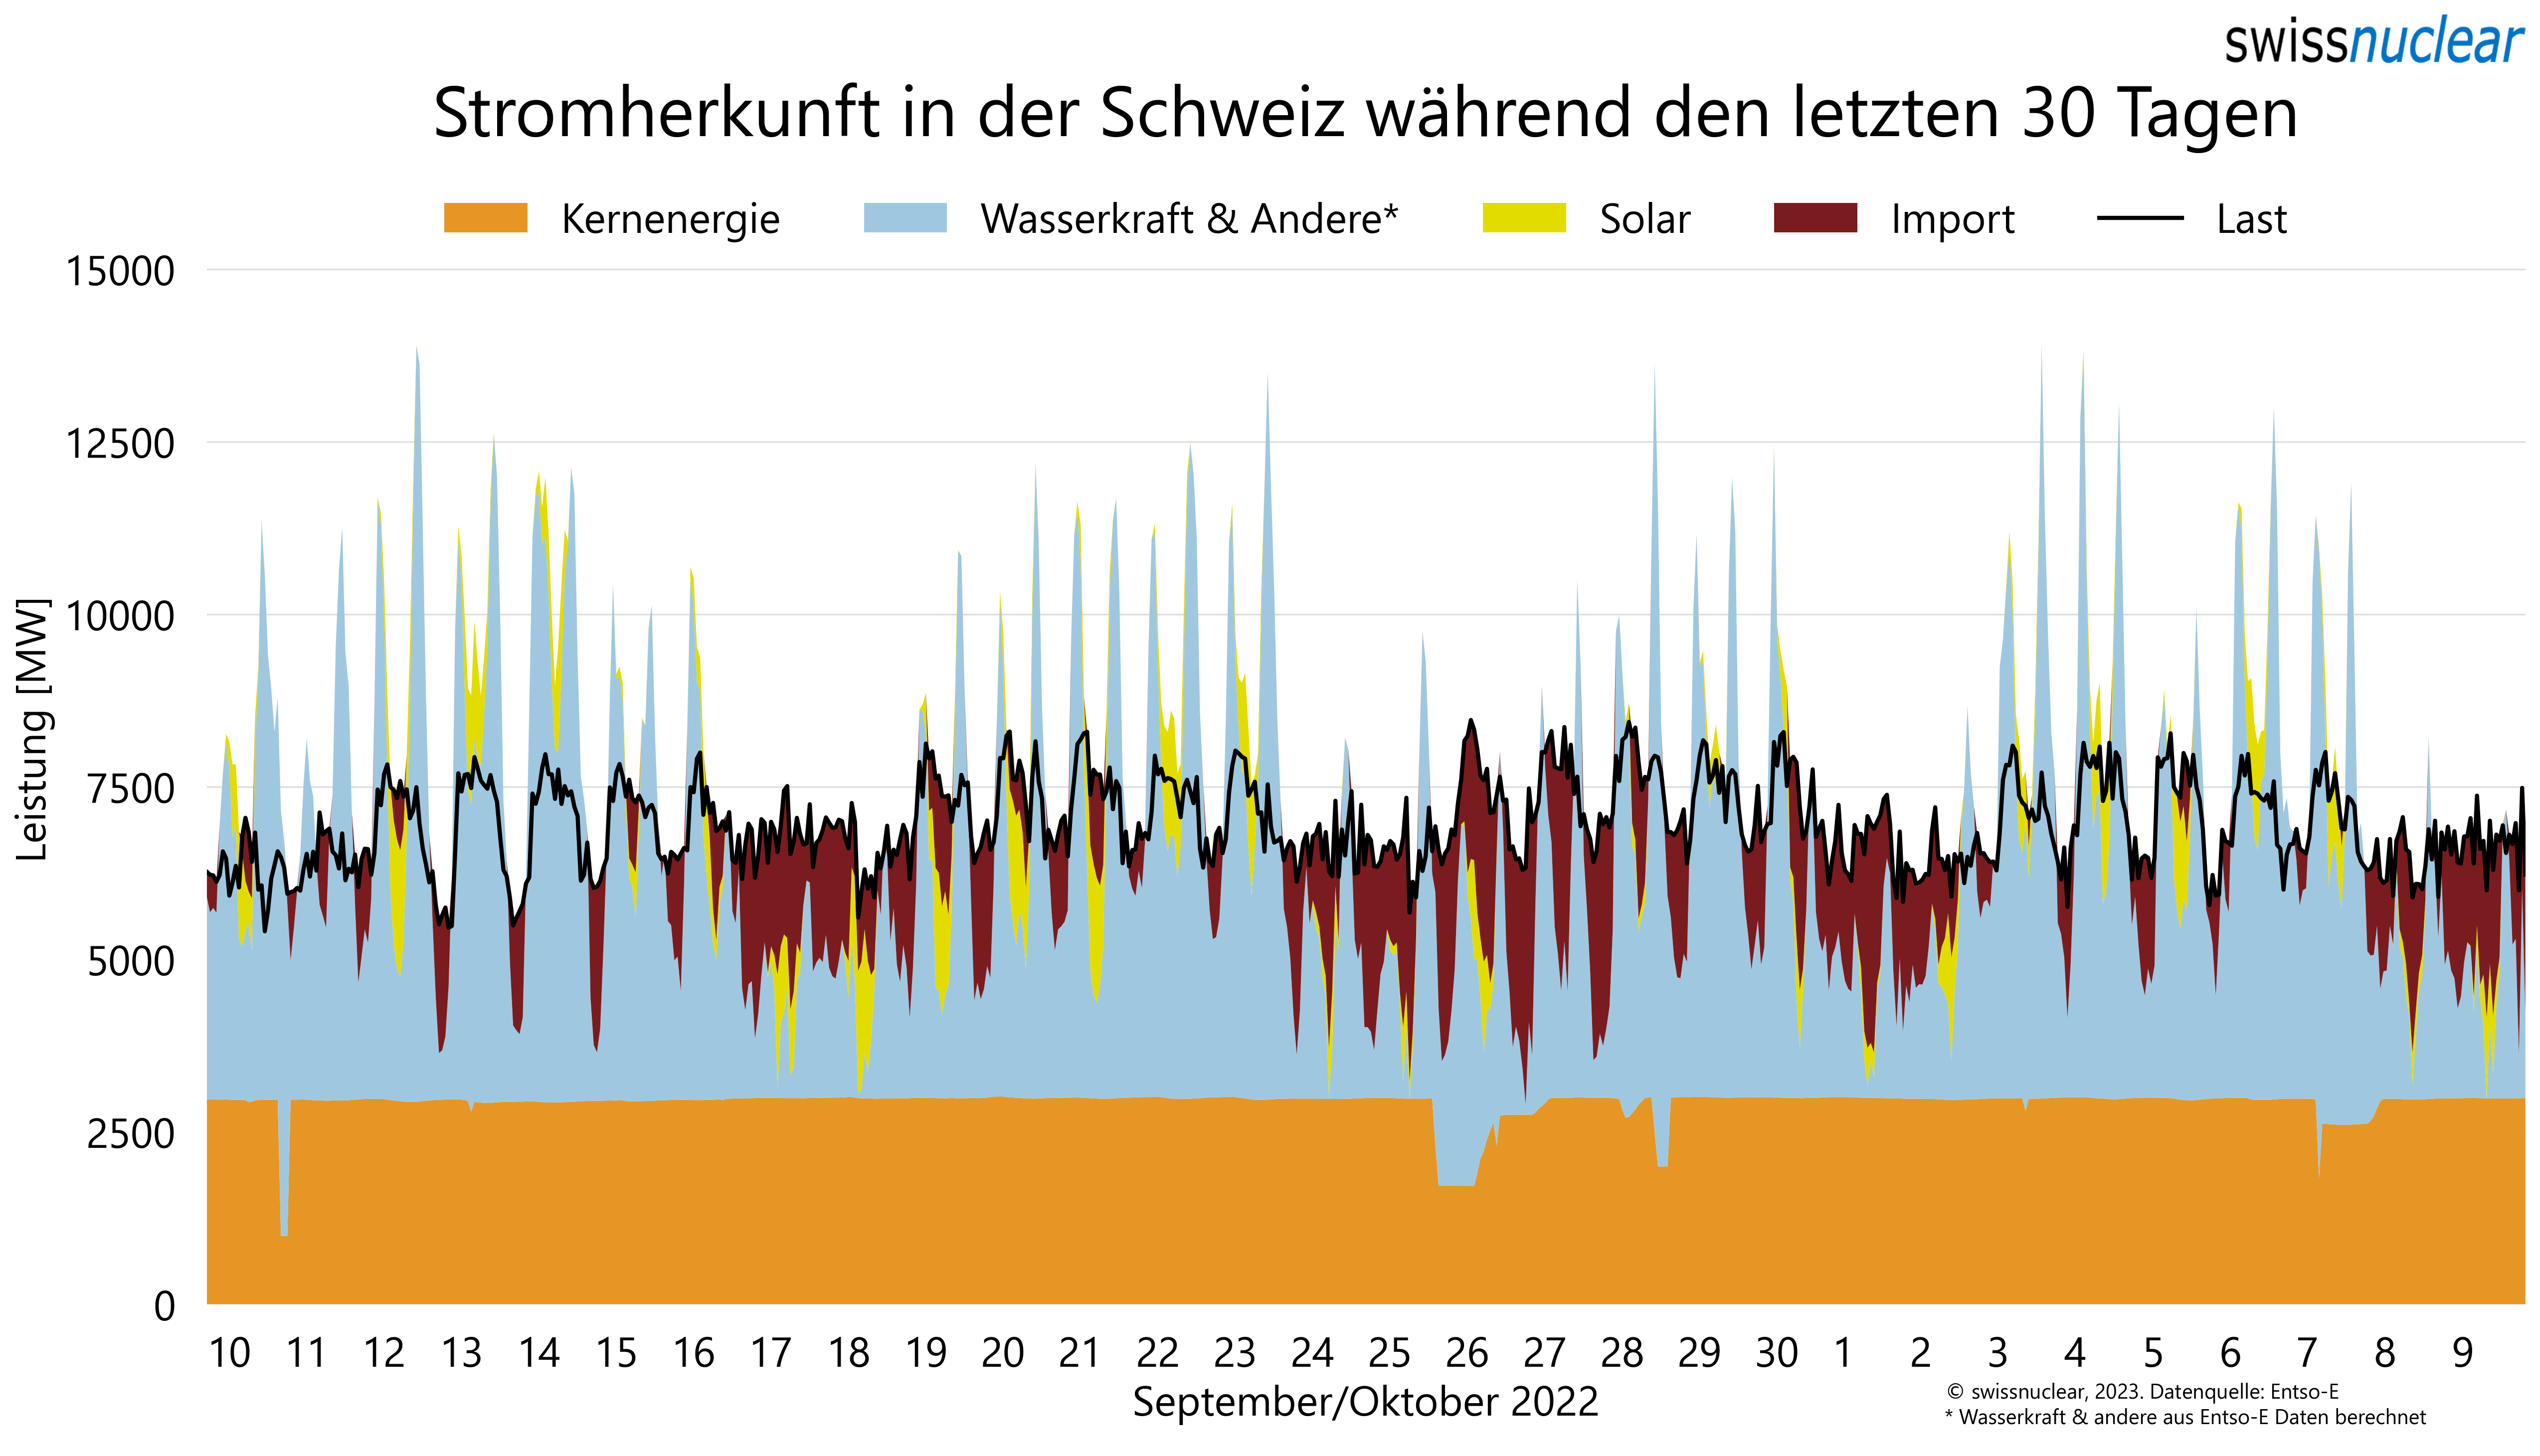 swissnuclear
Stromherkunft in der Schweiz während den letzten 30 Tagen
Kernenergie Wasserkraft & Andere* Solar Import Last
15000
12500
10000
7500
5000
2500
0
Leistung [MW]
10 11 12 13 14 15 16 17 18 19 20 21 22 23 24 25 26 27 28 29 30 1 2 3 4 5 6 7 8 9
September/Oktober 2022
© swissnuclear, 2023. Datenquelle: Entso-E
* Wasserkraft & andere aus Entso-E Daten berechnet